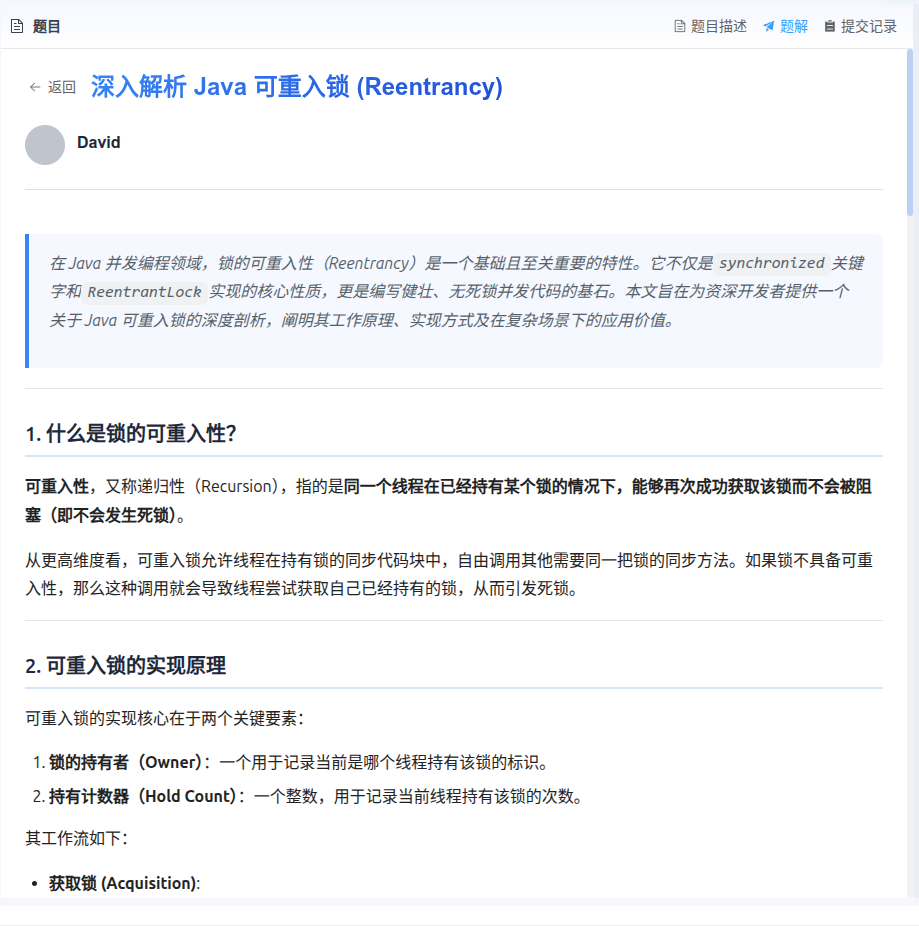 题目
题目描述 题解 提交记录
返回 深入解析 Java 可重入锁 (Reentrancy)
David
在 Java 并发编程领域，锁的可重入性（Reentrancy）是一个基础且至关重要的特性。它不仅是 synchronized 关键
字和 ReentrantLock 实现的核心性质，更是编写健壮、无死锁并发代码的基石。本文旨在为资深开发者提供一个
关于 Java 可重入锁的深度剖析，阐明其工作原理、实现方式及在复杂场景下的应用价值。
1. 什么是锁的可重入性？
可重入性，又称递归性（Recursion），指的是同一个线程在已经持有某个锁的情况下，能够再次成功获取该锁而不会被阻
塞（即不会发生死锁）。
从更高维度看，可重入锁允许线程在持有锁的同步代码块中，自由调用其他需要同一把锁的同步方法。如果锁不具备可重
入性，那么这种调用就会导致线程尝试获取自己已经持有的锁，从而引发死锁。
2. 可重入锁的实现原理
可重入锁的实现核心在于两个关键要素：
1. 锁的持有者（Owner）：一个用于记录当前是哪个线程持有该锁的标识。
2. 持有计数器（Hold Count）：一个整数，用于记录当前线程持有该锁的次数。
其工作流如下：
• 获取锁 (Acquisition):